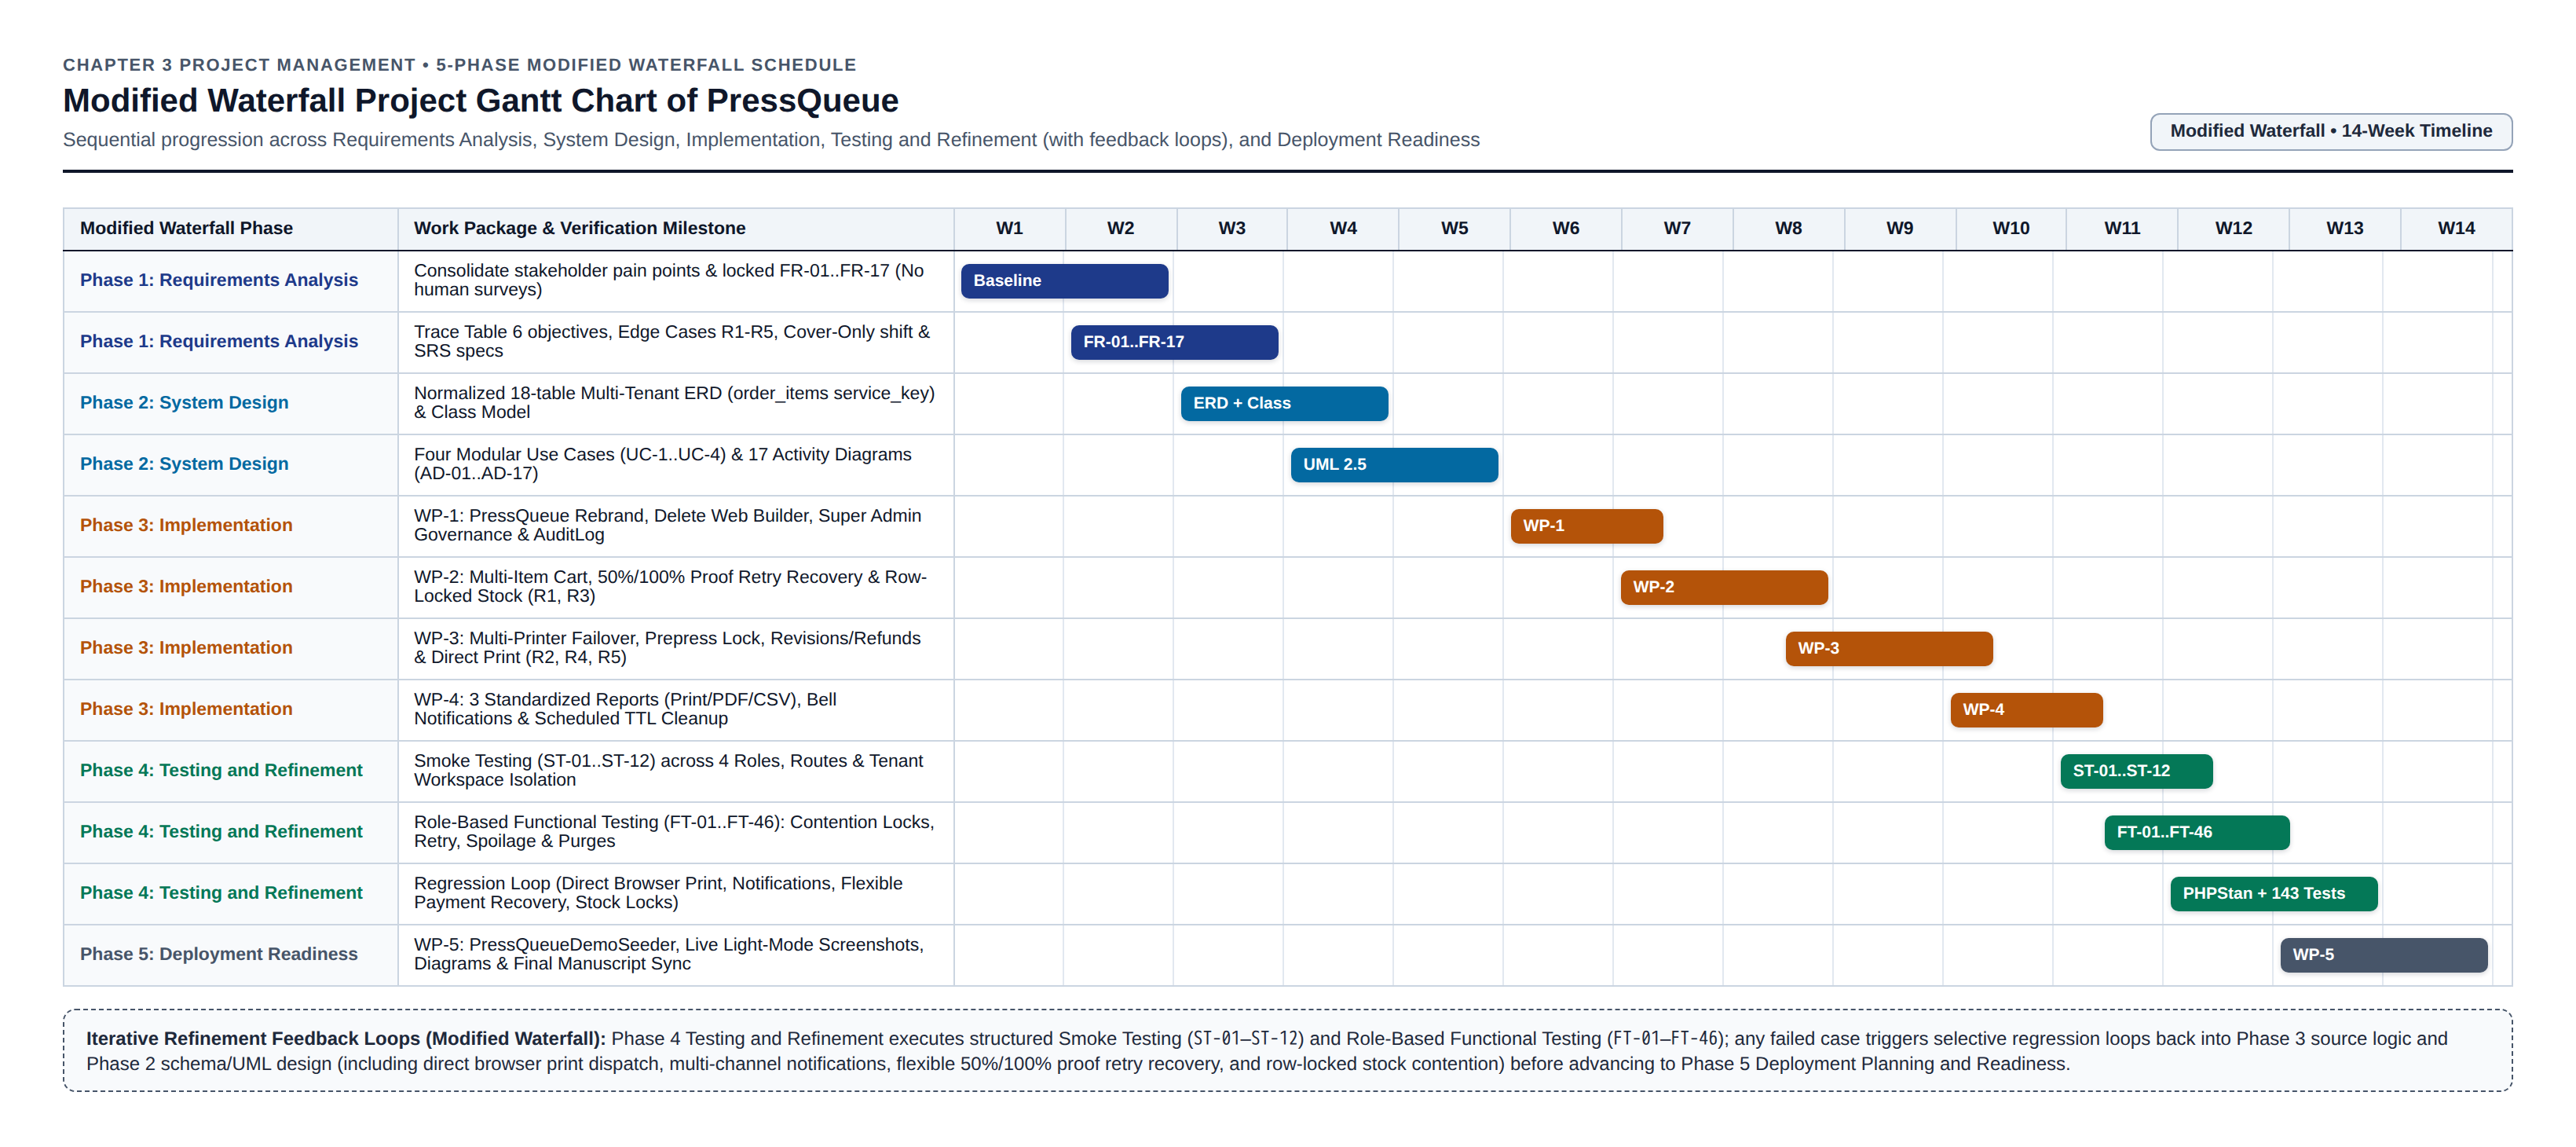 CHAPTER 3 PROJECT MANAGEMENT • 5-PHASE MODIFIED WATERFALL SCHEDULE
Modified Waterfall Project Gantt Chart of PressQueue
Sequential progression across Requirements Analysis, System Design, Implementation, Testing and Refinement (with feedback loops), and Deployment Readiness
Modified Waterfall • 14-Week Timeline
Modified Waterfall Phase Work Package & Verification Milestone W1 W2 W3 W4 W5 W6 W7 W8 W9 W10 W11 W12 W13 W14
Phase 1: Requirements Analysis
Consolidate stakeholder pain points & locked FR-01..FR-17 (No
human surveys)
Baseline
Phase 1: Requirements Analysis
Trace Table 6 objectives, Edge Cases R1-R5, Cover-Only shift &
SRS specs
FR-01..FR-17
Phase 2: System Design
Normalized 18-table Multi-Tenant ERD (order_items service_key)
& Class Model
ERD + Class
Phase 2: System Design
Four Modular Use Cases (UC-1..UC-4) & 17 Activity Diagrams
(AD-01..AD-17)
UML 2.5
Phase 3: Implementation
WP-1: PressQueue Rebrand, Delete Web Builder, Super Admin
Governance & AuditLog
WP-1
Phase 3: Implementation
WP-2: Multi-Item Cart, 50%/100% Proof Retry Recovery & Row-
Locked Stock (R1, R3)
WP-2
Phase 3: Implementation
WP-3: Multi-Printer Failover, Prepress Lock, Revisions/Refunds
& Direct Print (R2, R4, R5)
WP-3
Phase 3: Implementation
WP-4: 3 Standardized Reports (Print/PDF/CSV), Bell
Notifications & Scheduled TTL Cleanup
WP-4
Phase 4: Testing and Refinement
Smoke Testing (ST-01..ST-12) across 4 Roles, Routes & Tenant
Workspace Isolation
ST-01..ST-12
Phase 4: Testing and Refinement
Role-Based Functional Testing (FT-01..FT-46): Contention Locks,
Retry, Spoilage & Purges
FT-01..FT-46
Phase 4: Testing and Refinement
Regression Loop (Direct Browser Print, Notifications, Flexible
Payment Recovery, Stock Locks)
PHPStan + 143 Tests
Phase 5: Deployment Readiness
WP-5: PressQueueDemoSeeder, Live Light-Mode Screenshots,
Diagrams & Final Manuscript Sync
WP-5
Iterative Refinement Feedback Loops (Modified Waterfall): Phase 4 Testing and Refinement executes structured Smoke Testing (ST-01–ST-12) and Role-Based Functional Testing (FT-01–FT-46); any failed case triggers selective regression loops back into Phase 3 source logic and
Phase 2 schema/UML design (including direct browser print dispatch, multi-channel notifications, flexible 50%/100% proof retry recovery, and row-locked stock contention) before advancing to Phase 5 Deployment Planning and Readiness.